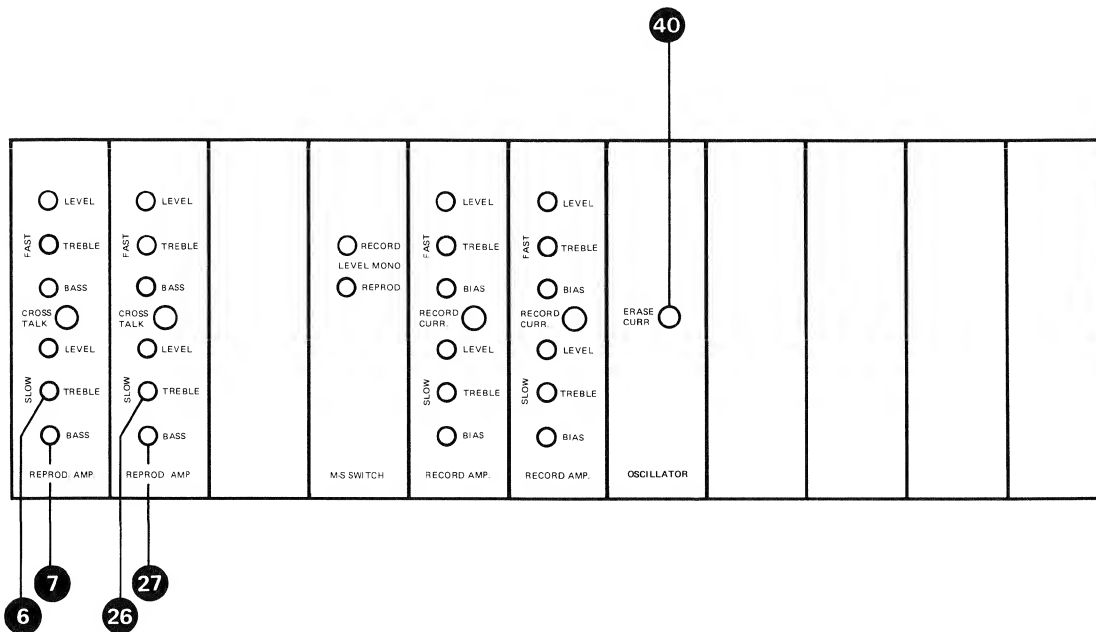 40
LEVEL
FAST
TREBLE
BASS
CROSS
TALK
LEVEL
SLOW
TREBLE
BASS
REPROD. AMP.
LEVEL
FAST
TREBLE
BASS
CROSS
TALK
LEVEL
SLOW
TREBLE
BASS
REPROD AMP
RECORD
LEVEL MONO
REPROD
M-S SWITCH
LEVEL
FAST
TREBLE
BIAS
RECORD
CURR.
LEVEL
SLOW
TREBLE
BIAS
RECORD AMP.
LEVEL
FAST
TREBLE
BIAS
RECORD
CURR.
LEVEL
SLOW
TREBLE
BIAS
RECORD AMP.
ERASE
CURR
OSCILLATOR
7
27
6
26